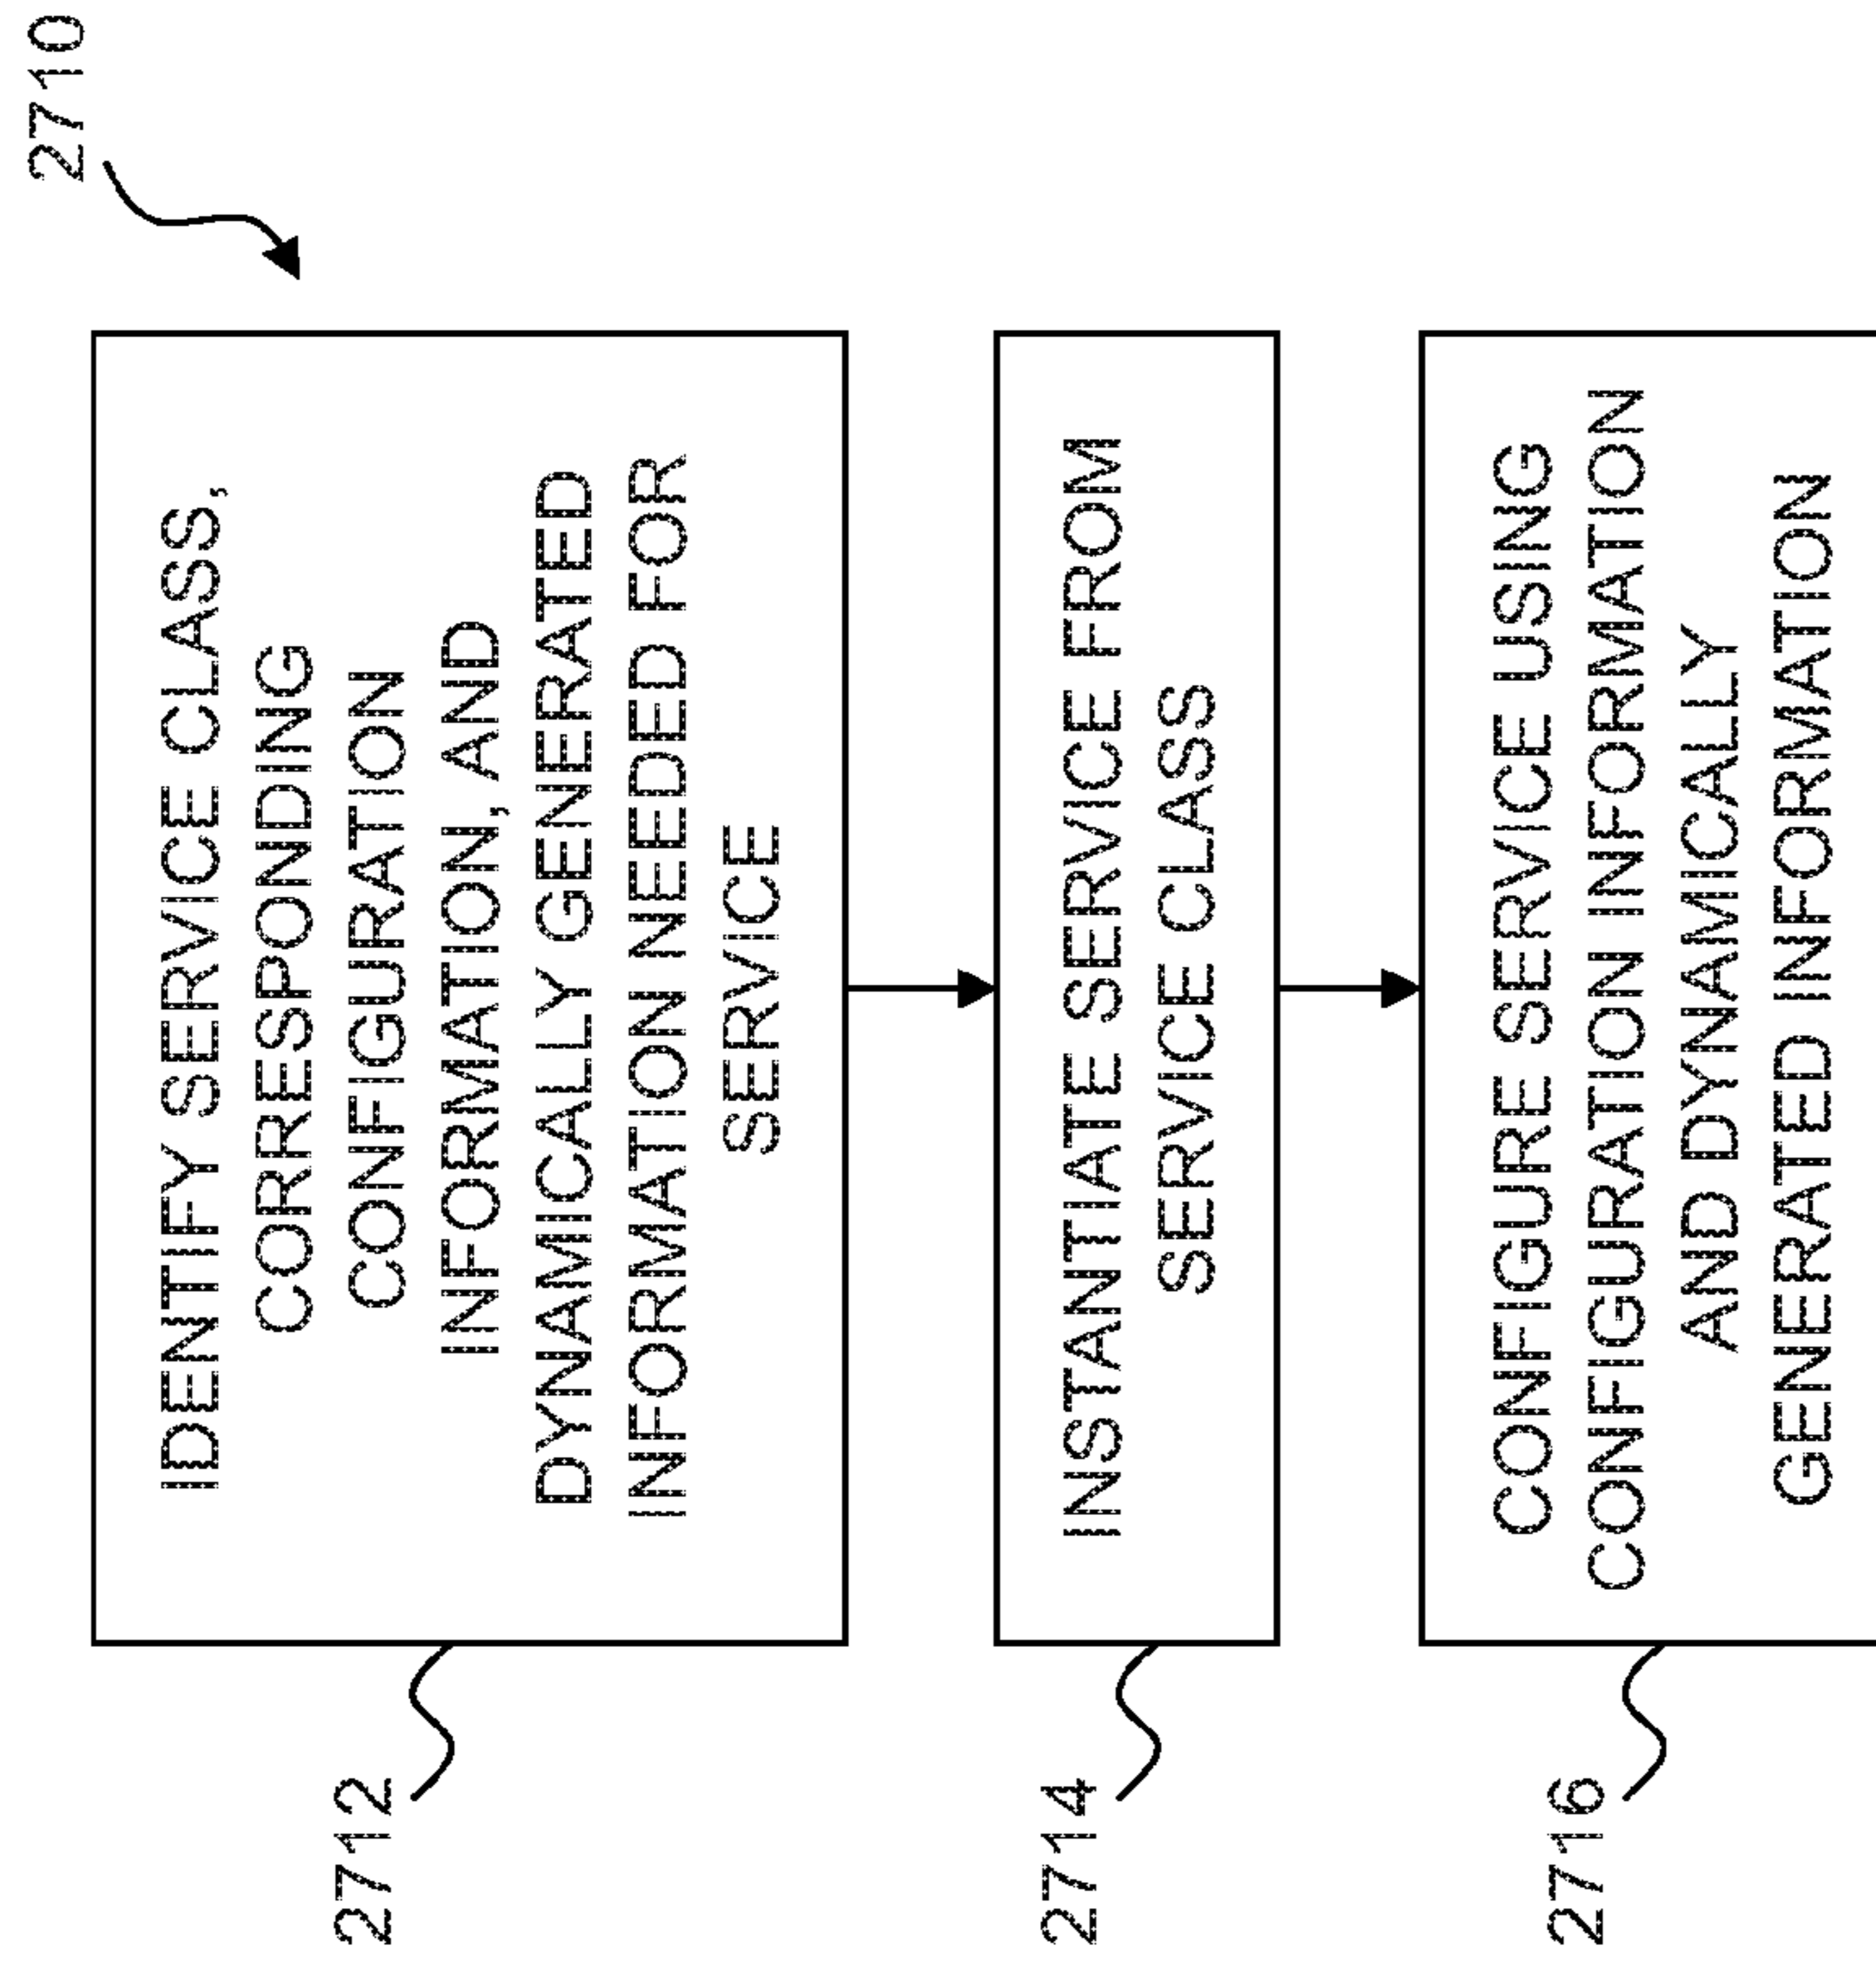 2710
2712
IDENTIFY SERVICE CLASS,
CORRESPONDING
CONFIGURATION
INFORMATION, AND
DYNAMICALLY GENERATED
INFORMATION NEEDED FOR
SERVICE
2714
INSTANTIATE SERVICE FROM
SERVICE CLASS
2716
CONFIGURE SERVICE USING
CONFIGURATION INFORMATION
AND DYNAMICALLY
GENERATED INFORMATION